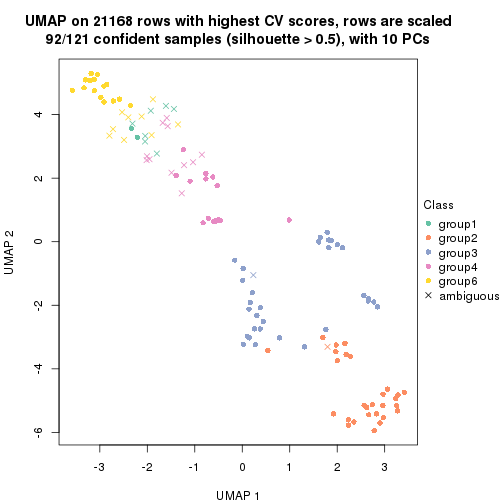 UMAP on 21168 rows with highest CV scores, rows are scaled
92/121 confident samples (silhouette > 0.5), with 10 PCs
4
2
0
-2
-4
-6
UMAP 2
-3
-2
-1
0
1
2
3
UMAP 1
Class
group1
group2
group3
group4
group6
ambiguous